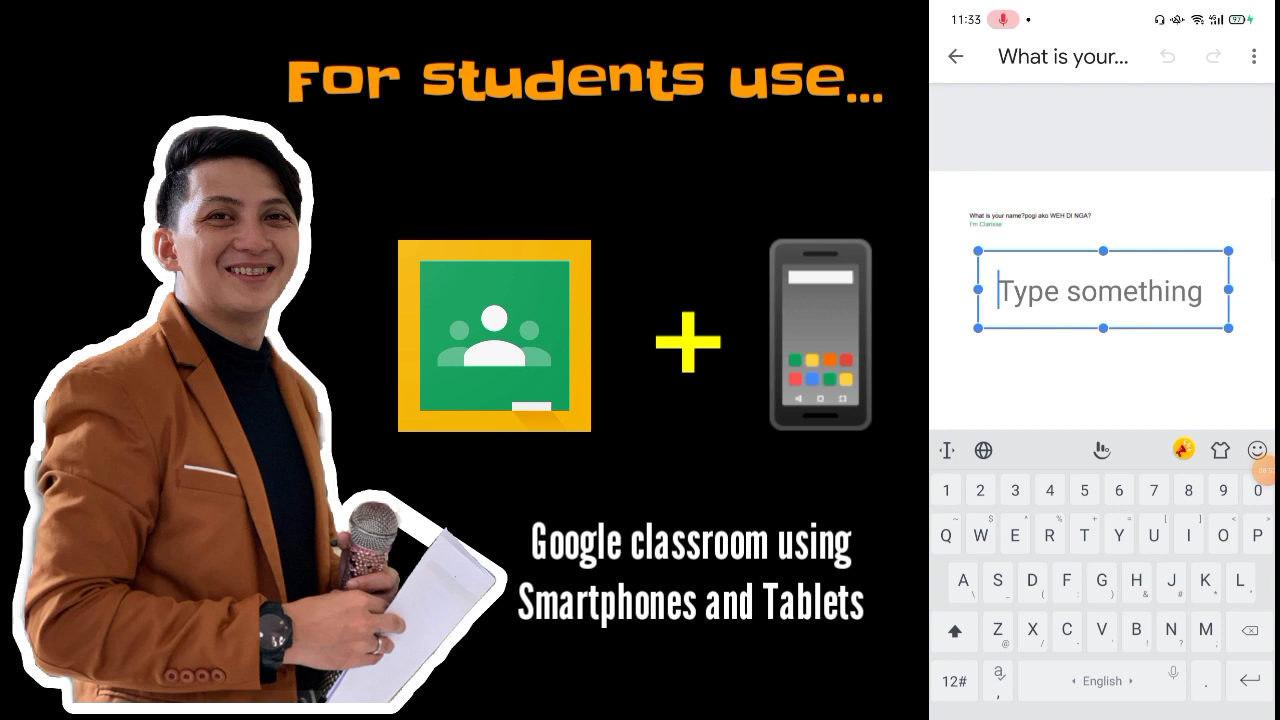 For students use...
Google classroom using
Smartphones and Tablets
11:33
97
What is your...
What is your name?pogi ako WEH DI NGA?
I'm Clarisse
Type something
1 2 3 4 5 6 7 8 9 0
Q W E R T Y U I O P
A S D F G H J K L
Z X C V B N M
12# , English .